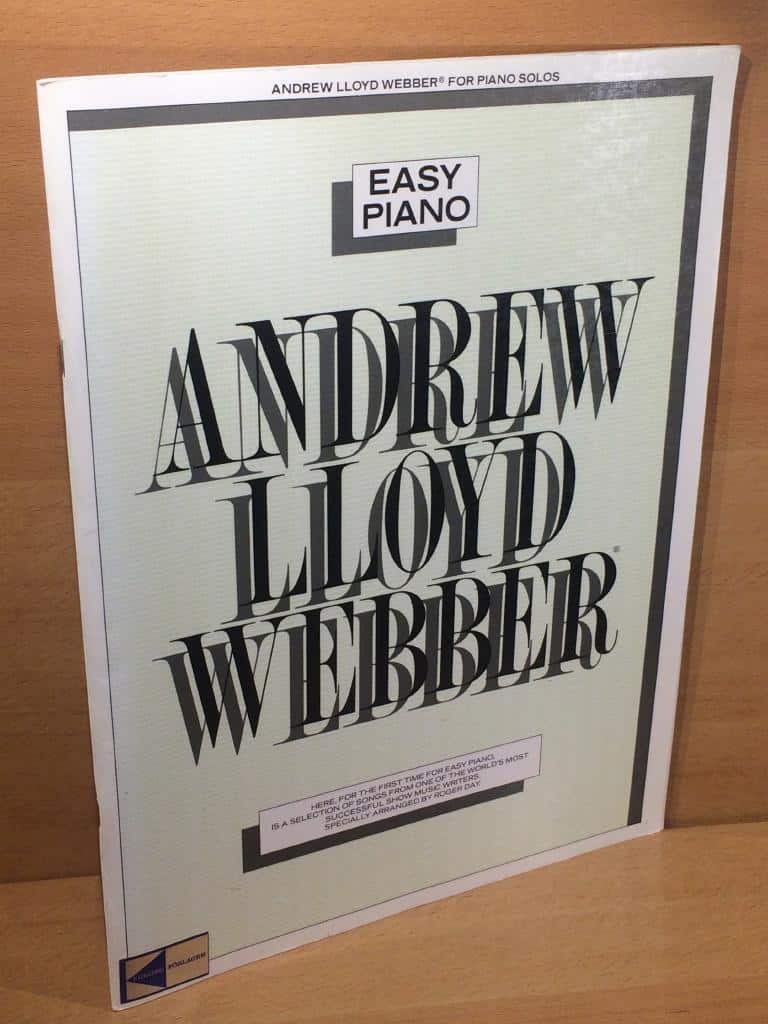 ANDREW LLOYD WEBBER® FOR PIANO SOLOS
EASY
PIANO
ANDREW
LLOYD
WEBBER®
HERE, FOR THE FIRST TIME FOR EASY PIANO,
IS A SELECTION OF SONGS FROM ONE OF THE WORLD'S MOST
SUCCESSFUL SHOW MUSIC WRITERS.
SPECIALLY ARRANGED BY ROGER DAY.
FÖRLAGEN